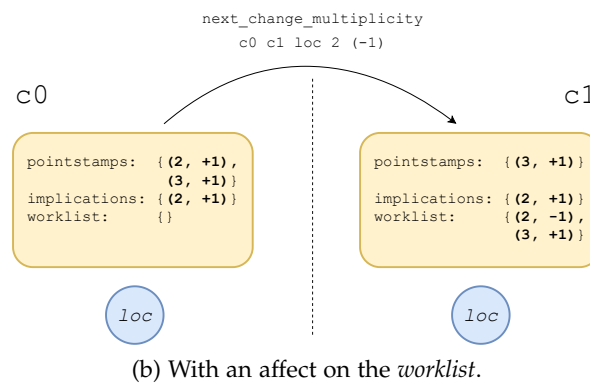 next_change_multiplicity
c0 c1 loc 2 (-1)
c0
c1
pointstamps: {(2, +1),
(3, +1)}
implications: {(2, +1)}
worklist: {}
pointstamps: {(3, +1)}
implications: {(2, +1)}
worklist: {(2, -1),
(3, +1)}
loc
loc
(b) With an affect on the worklist.